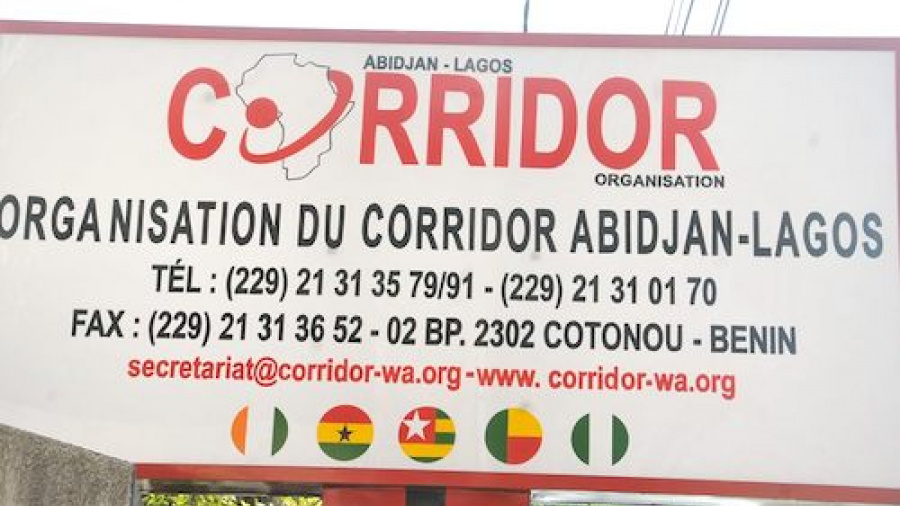 ABIDJAN - LAGOS
CORRIDOR
ORGANISATION
ORGANISATION DU CORRIDOR ABIDJAN-LAGOS
TÉL : (229) 21 31 35 79/91 - (229) 21 31 01 70
FAX : (229) 21 31 36 52 - 02 BP. 2302 COTONOU - BENIN
secretariat@corridor-wa.org-www. corridor-wa.org